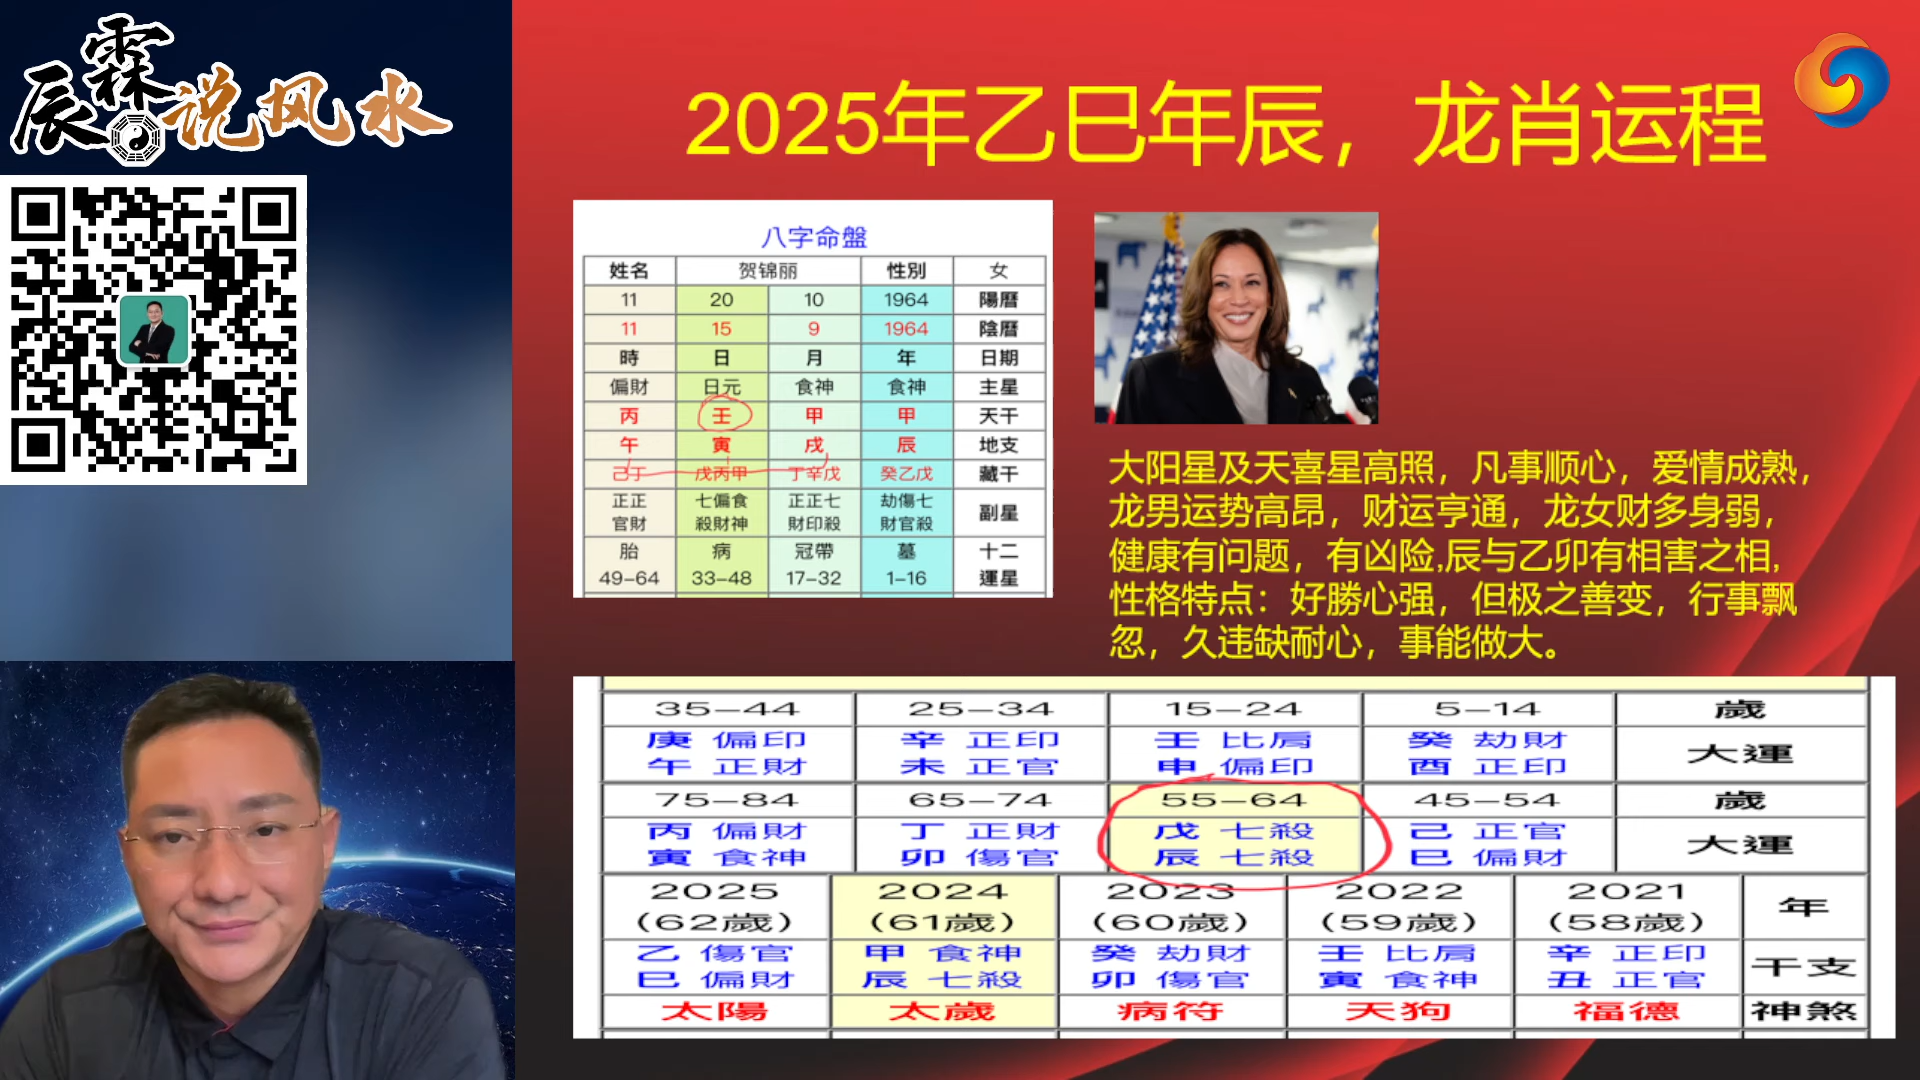 辰霖说风水
2025年乙巳年辰，龙肖运程
八字命盤
姓名 贺锦丽 性別 女
11 20 10 1964 陽曆
11 15 9 1964 陰曆
時 日 月 年 日期
偏財 日元 食神 食神 主星
丙 壬 甲 甲 天干
午 寅 戌 辰 地支
己丁 戊丙甲 丁辛戊 癸乙戊 藏干
正正 七偏食 正正七 劫傷七 副星
官財 殺財神 財印殺 財官殺
胎 病 冠帶 墓 十二
49-64 33-48 17-32 1-16 運星
大阳星及天喜星高照，凡事顺心，爱情成熟，
龙男运势高昂，财运亨通，龙女财多身弱，
健康有问题，有凶险,辰与乙卯有相害之相,
性格特点：好勝心强，但极之善变，行事飘
忽，久违缺耐心，事能做大。
35-44 25-34 15-24 5-14 歲
庚 偏印 辛 正印 壬 比肩 癸 劫財 大運
午 正財 未 正官 申 偏印 酉 正印
75-84 65-74 55-64 45-54 歲
丙 偏財 丁 正財 戊 七殺 己 正官 大運
寅 食神 卯 傷官 辰 七殺 巳 偏財
2025 2024 2023 2022 2021 年
(62歲) (61歲) (60歲) (59歲) (58歲)
乙 傷官 甲 食神 癸 劫財 壬 比肩 辛 正印 干支
巳 偏財 辰 七殺 卯 傷官 寅 食神 丑 正官
太陽 太歲 病符 天狗 福德 神煞